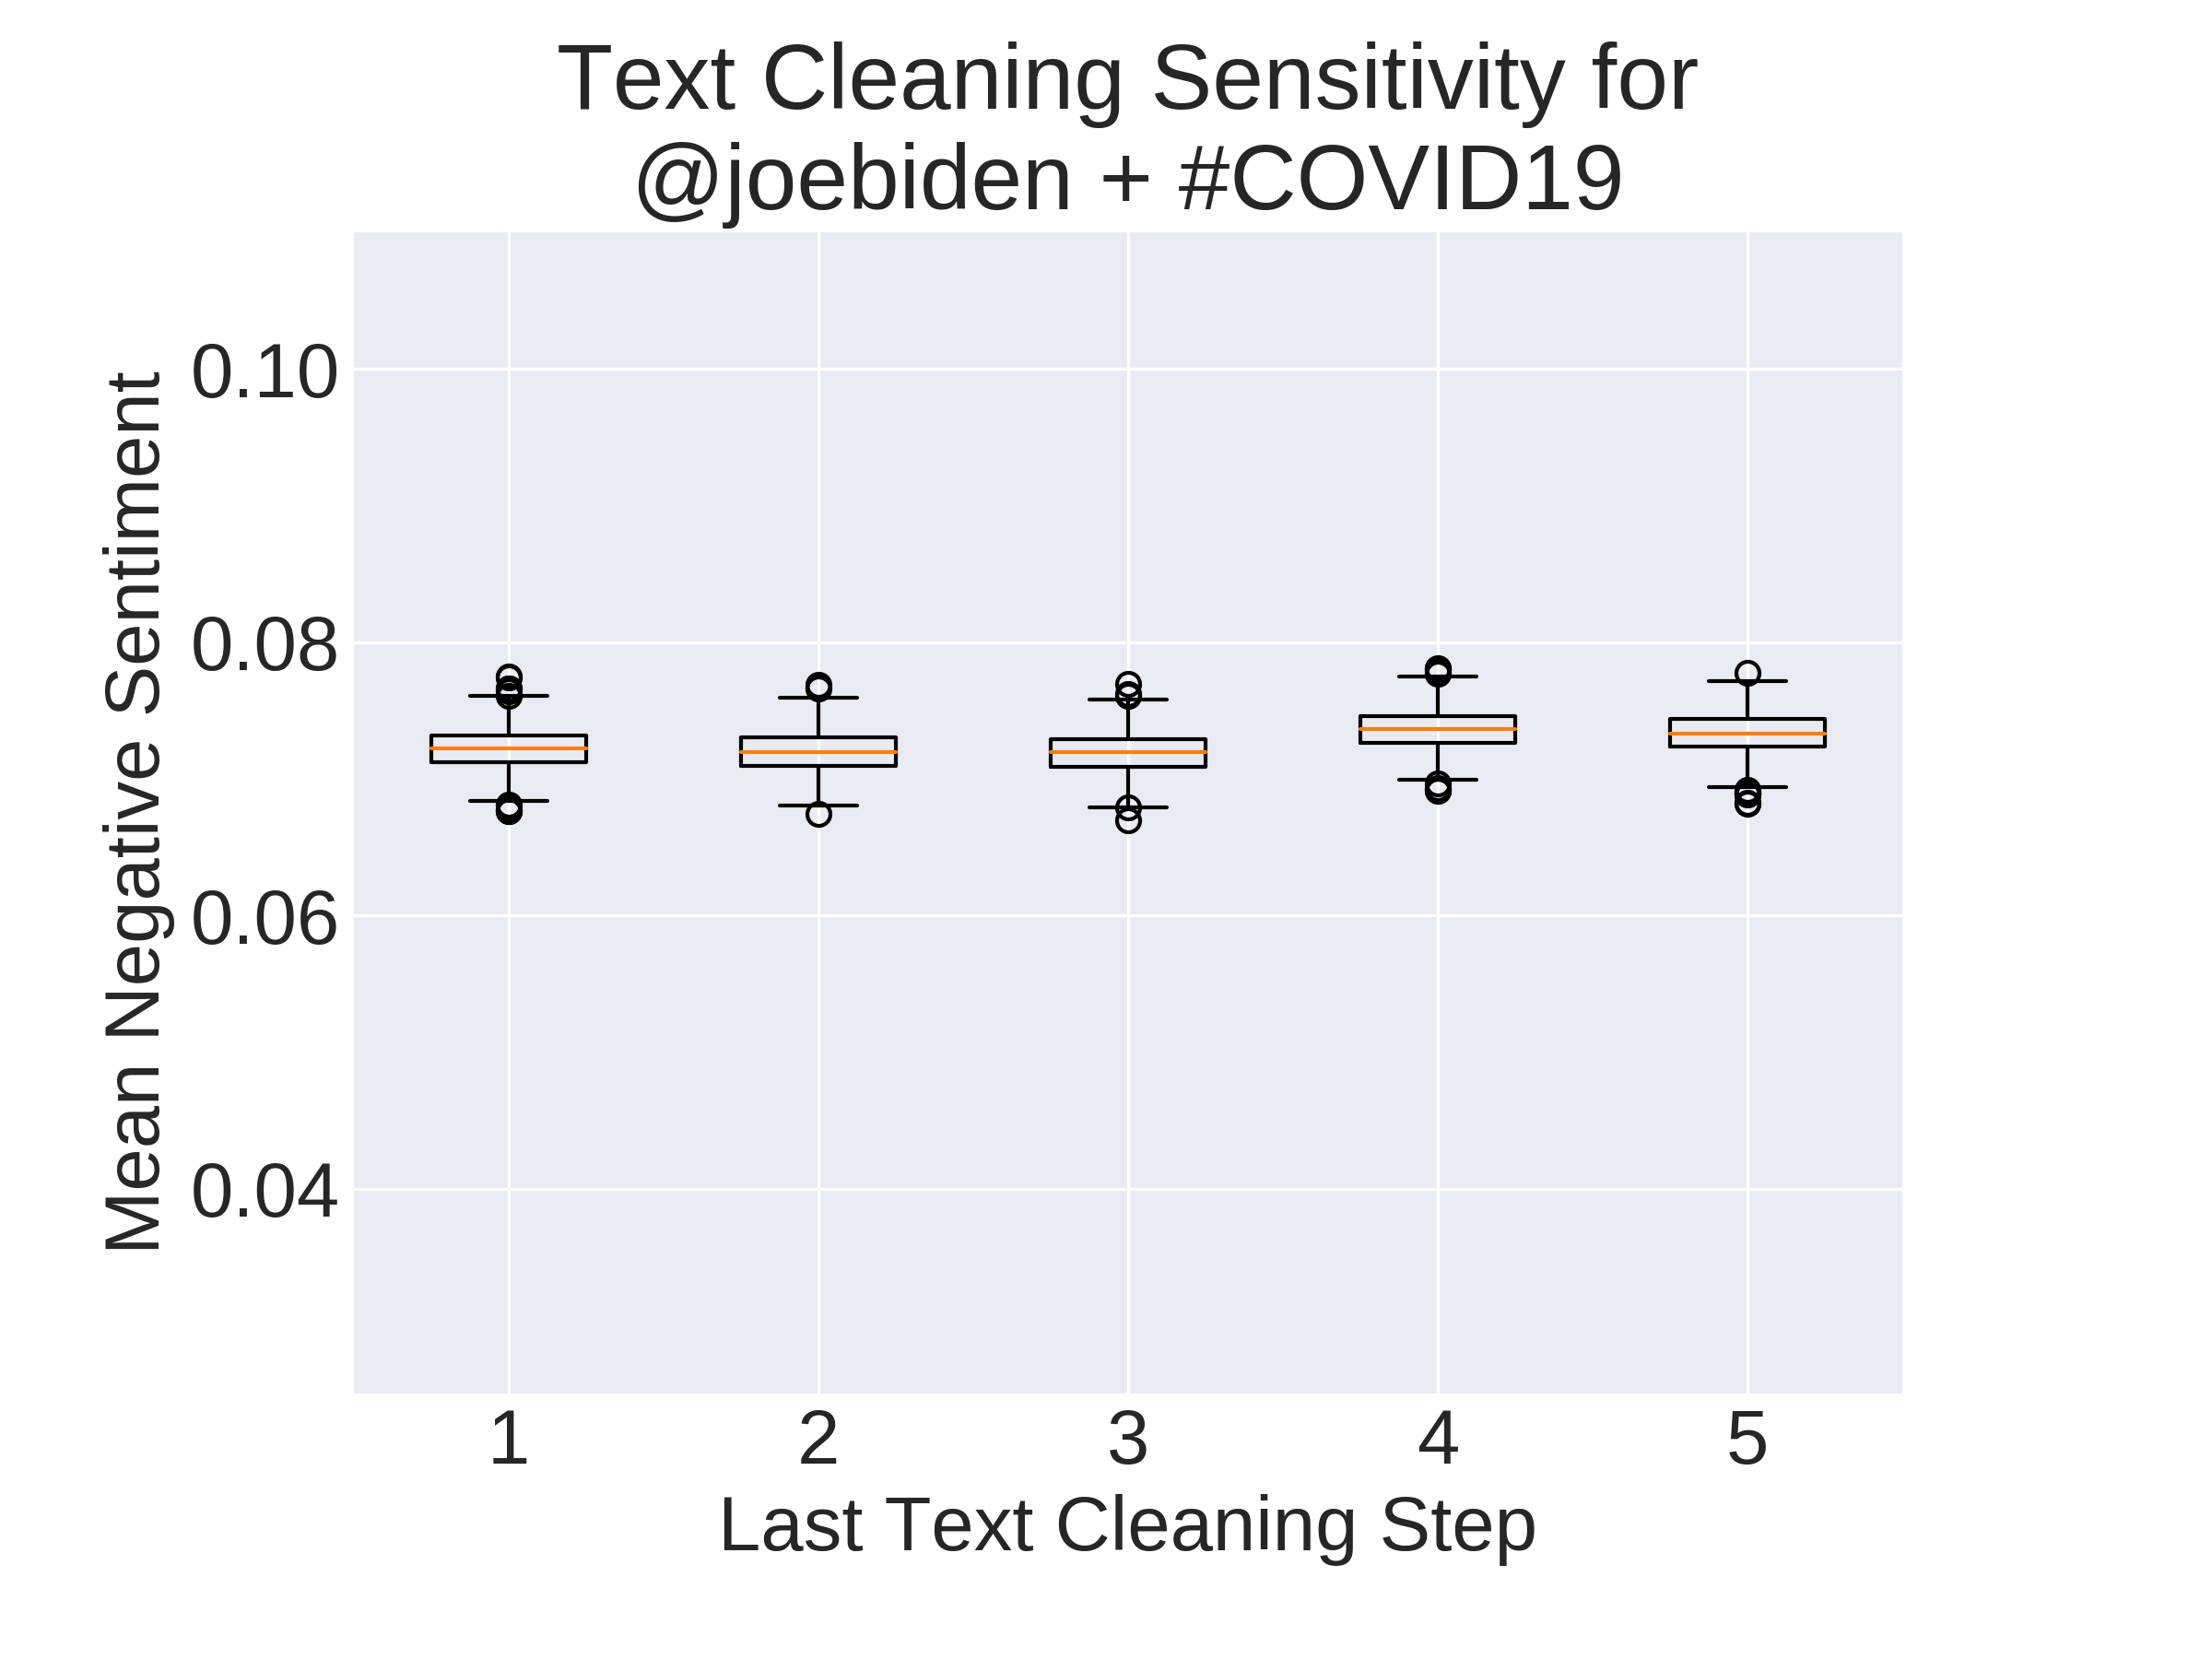 Text Cleaning Sensitivity for
@joebiden + #COVID19
Mean Negative Sentiment
0.10
0.08
0.06
0.04
1 2 3 4 5
Last Text Cleaning Step